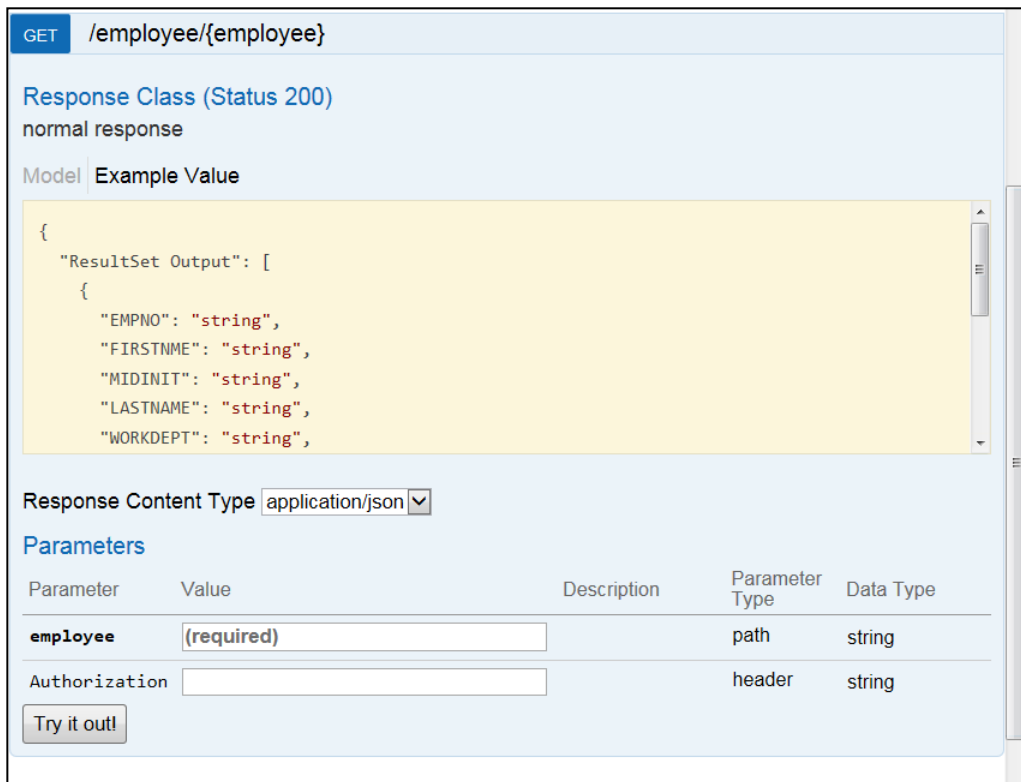 GET /employee/{employee}
Response Class (Status 200)
normal response
Model Example Value
{
"ResultSet Output": [
{
"EMPNO": "string",
"FIRSTNME": "string",
"MIDINIT": "string",
"LASTNAME": "string",
"WORKDEPT": "string",
Response Content Type application/json
Parameters
Parameter Value Description Parameter Type Data Type
employee (required) path string
Authorization header string
Try it out!